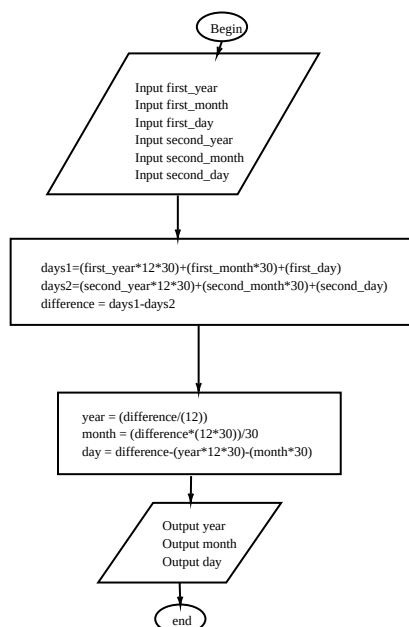 Begin
Input first_year
Input first_month
Input first_day
Input second_year
Input second_month
Input second_day
days1=(first_year*12*30)+(first_month*30)+(first_day)
days2=(second_year*12*30)+(second_month*30)+(second_day)
difference = days1-days2
year = (difference/(12))
month = (difference*(12*30))/30
day = difference-(year*12*30)-(month*30)
Output year
Output month
Output day
end